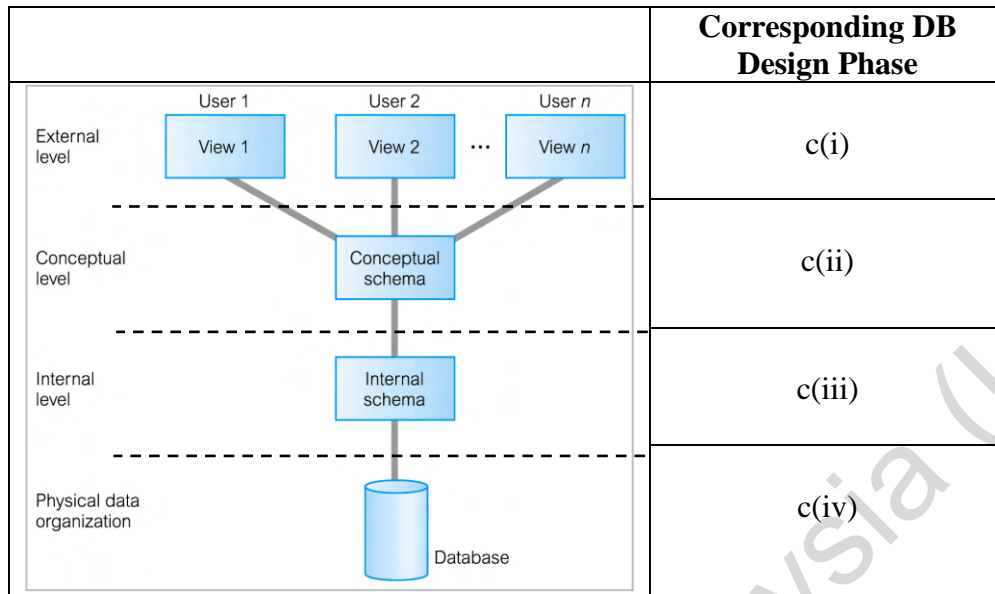 Corresponding DB
Design Phase
User 1 User 2 User n
External
level
View 1 View 2 ... View n
c(i)
Conceptual
level
Conceptual
schema
c(ii)
Internal
level
Internal
schema
c(iii)
Physical data
organization
Database
c(iv)
ysia (